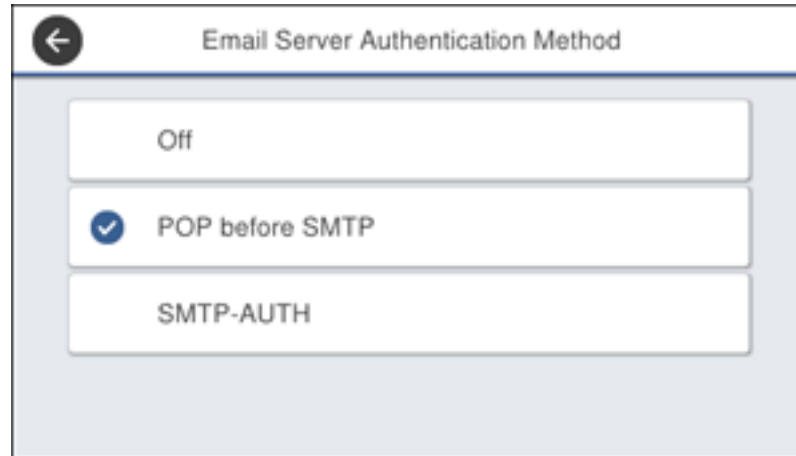 Email Server Authentication Method
Off
POP before SMTP
SMTP-AUTH